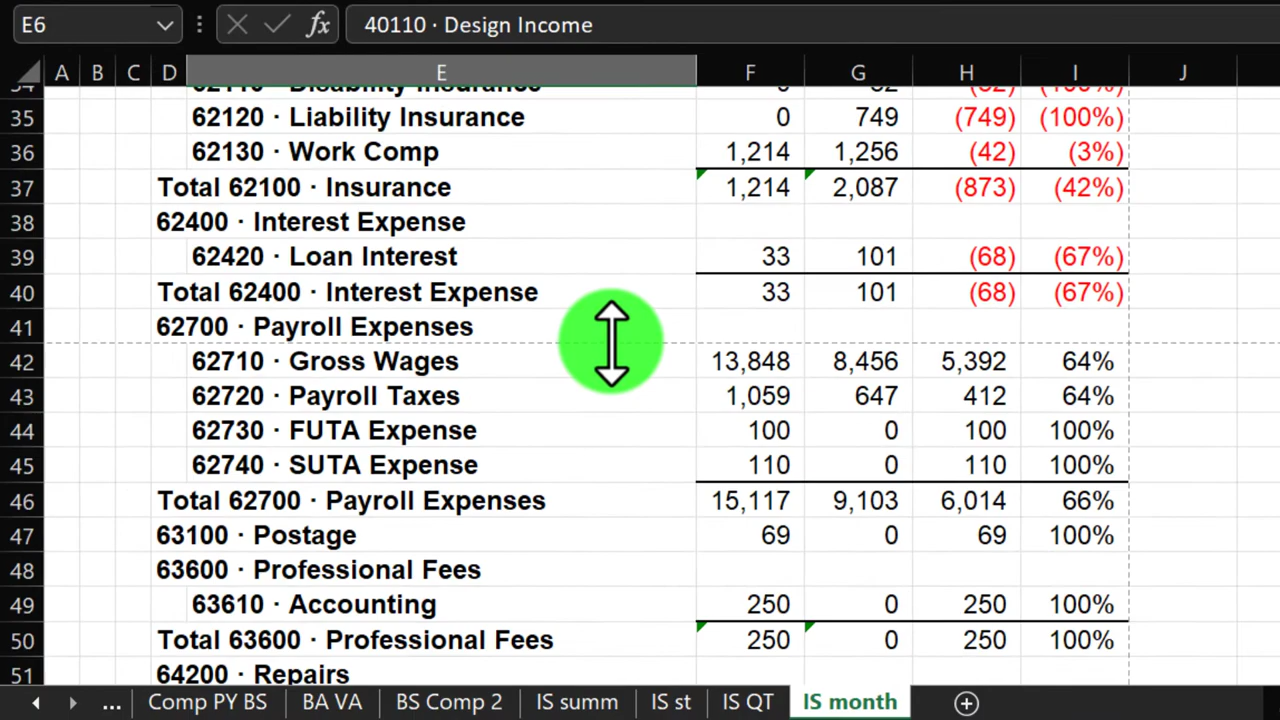 E6 fx 40110 · Design Income
A B C D E F G H I J
34 62110 · Disability Insurance 0 82 (82) (100%)
35 62120 · Liability Insurance 0 749 (749) (100%)
36 62130 · Work Comp 1,214 1,256 (42) (3%)
37 Total 62100 · Insurance 1,214 2,087 (873) (42%)
38 62400 · Interest Expense
39 62420 · Loan Interest 33 101 (68) (67%)
40 Total 62400 · Interest Expense 33 101 (68) (67%)
41 62700 · Payroll Expenses
42 62710 · Gross Wages 13,848 8,456 5,392 64%
43 62720 · Payroll Taxes 1,059 647 412 64%
44 62730 · FUTA Expense 100 0 100 100%
45 62740 · SUTA Expense 110 0 110 100%
46 Total 62700 · Payroll Expenses 15,117 9,103 6,014 66%
47 63100 · Postage 69 0 69 100%
48 63600 · Professional Fees
49 63610 · Accounting 250 0 250 100%
50 Total 63600 · Professional Fees 250 0 250 100%
51 64200 · Repairs
... Comp PY BS BA VA BS Comp 2 IS summ IS st IS QT IS month